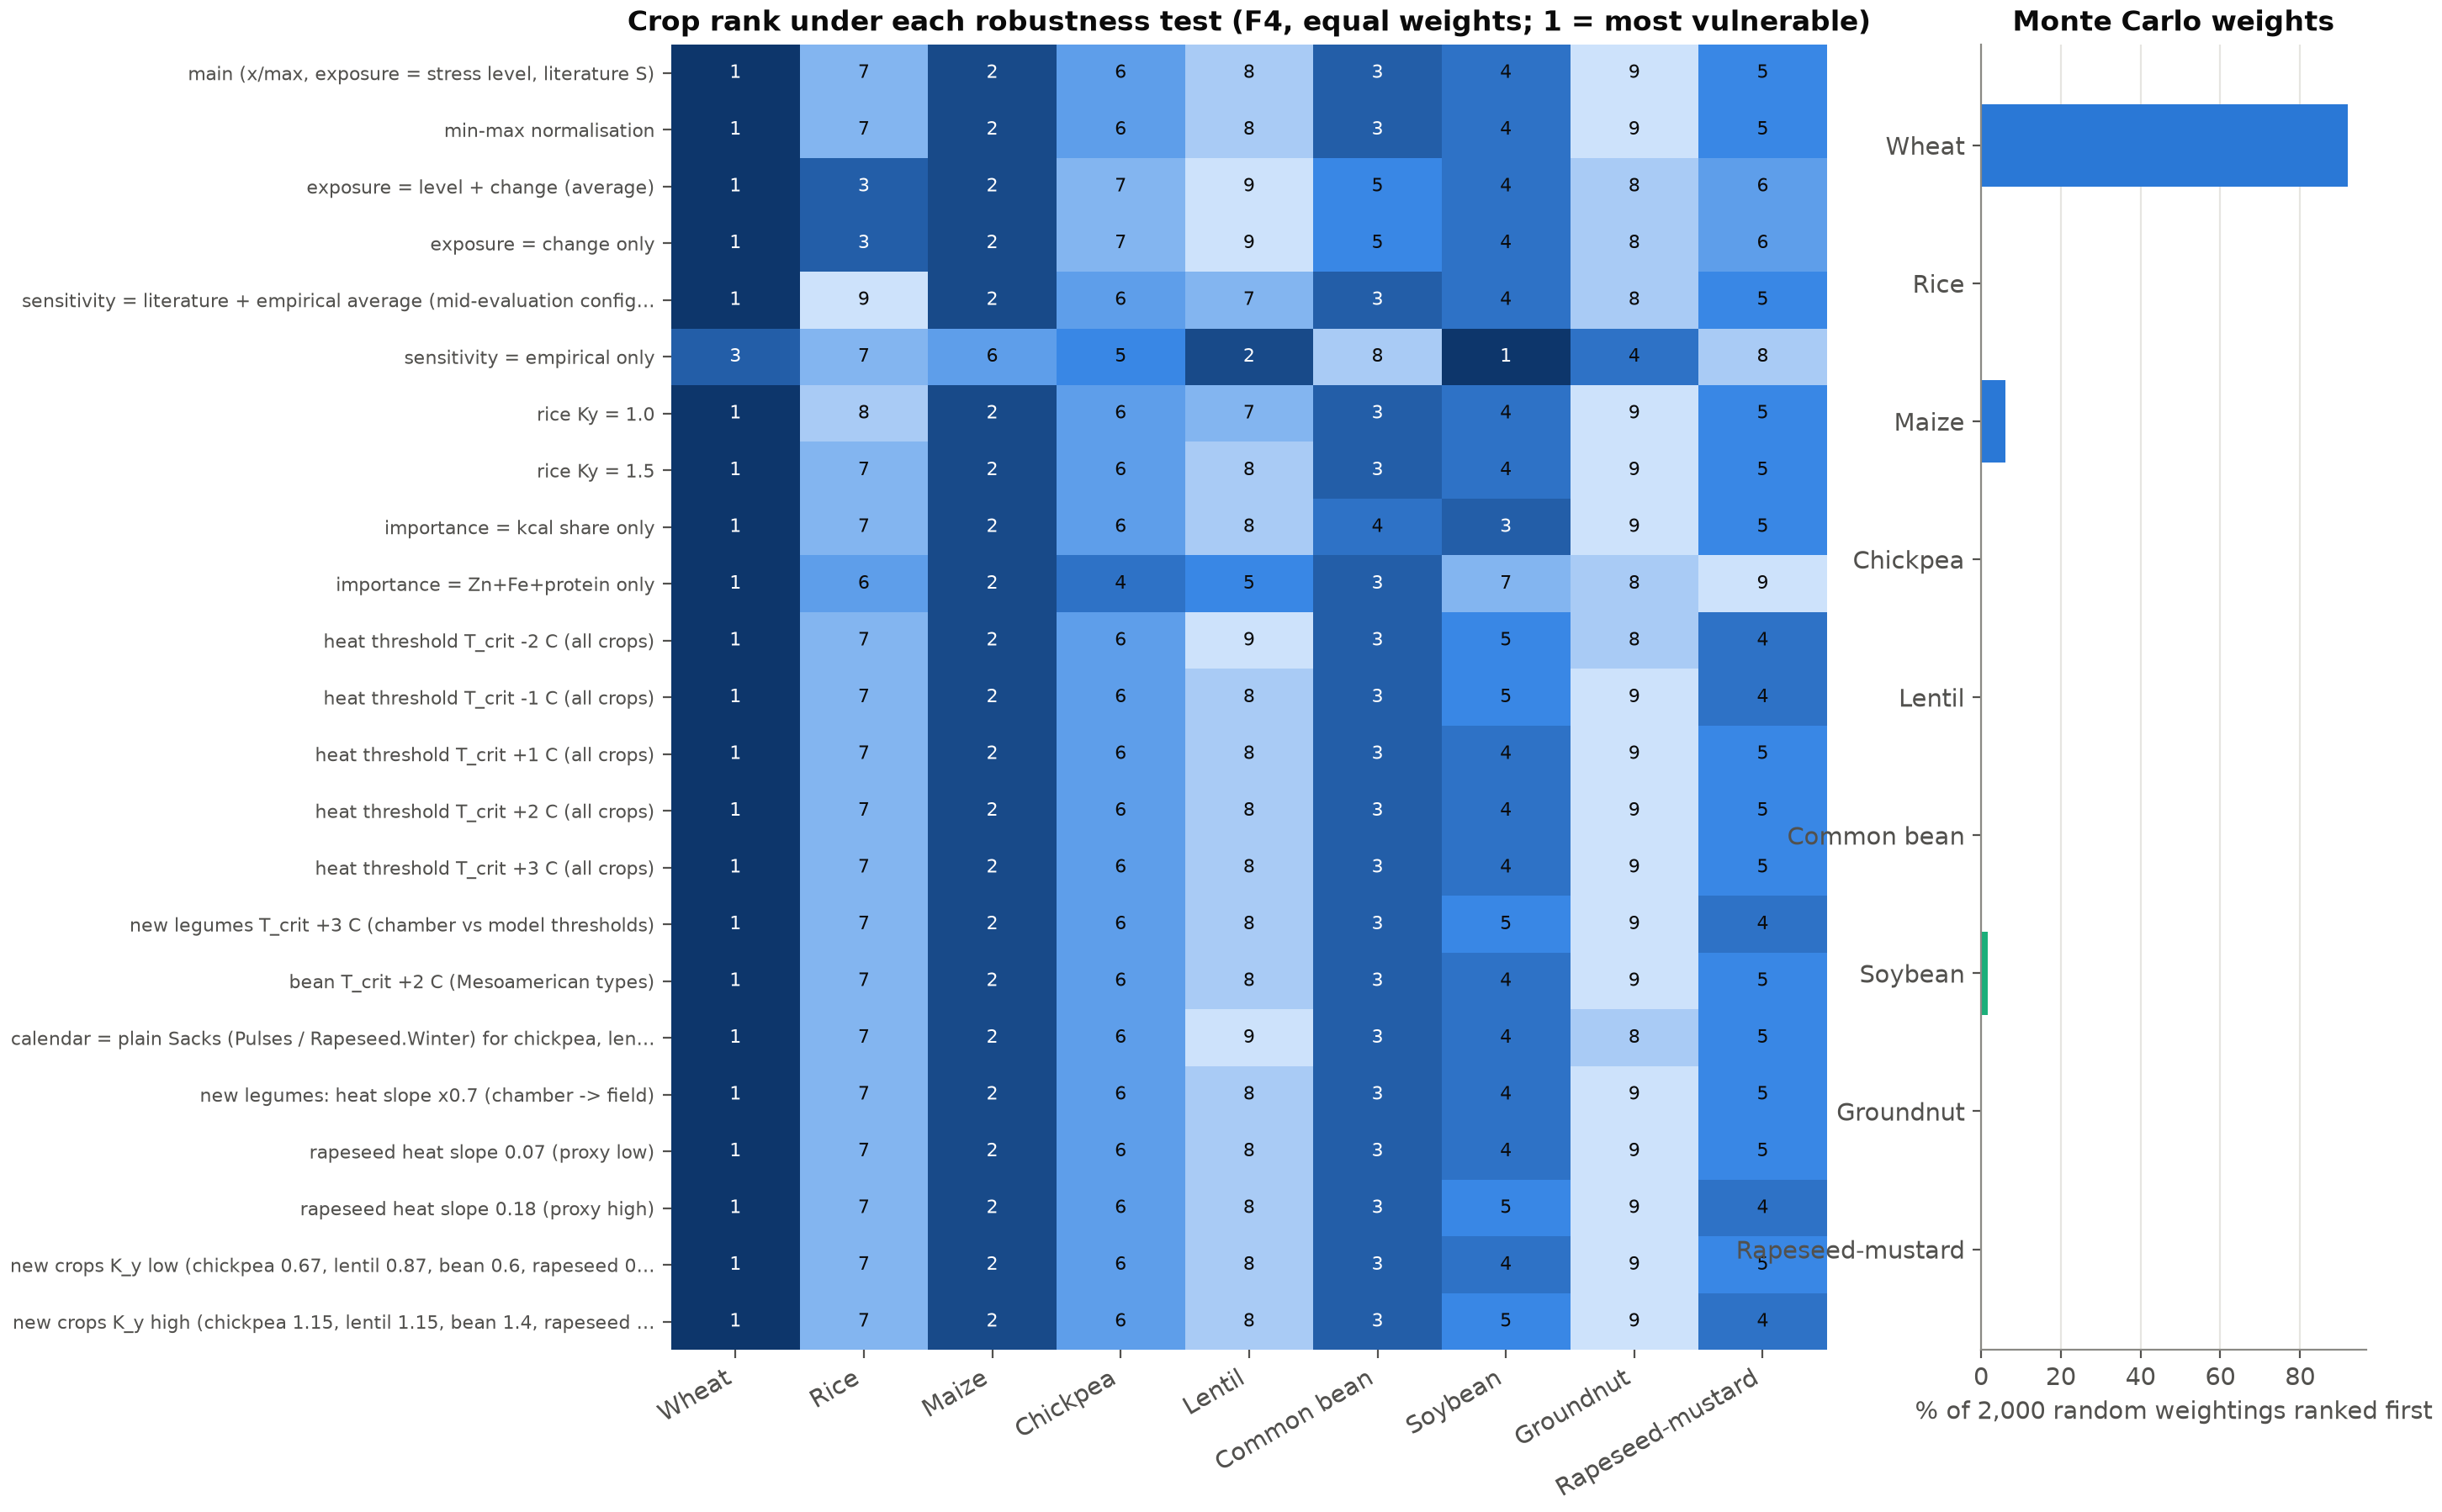 Crop rank under each robustness test (F4, equal weights; 1 = most vulnerable)
main (x/max, exposure = stress level, literature S) 1 7 2 6 8 3 4 9 5
min-max normalisation 1 7 2 6 8 3 4 9 5
exposure = level + change (average) 1 3 2 7 9 5 4 8 6
exposure = change only 1 3 2 7 9 5 4 8 6
sensitivity = literature + empirical average (mid-evaluation config… 1 9 2 6 7 3 4 8 5
sensitivity = empirical only 3 7 6 5 2 8 1 4 8
rice Ky = 1.0 1 8 2 6 7 3 4 9 5
rice Ky = 1.5 1 7 2 6 8 3 4 9 5
importance = kcal share only 1 7 2 6 8 4 3 9 5
importance = Zn+Fe+protein only 1 6 2 4 5 3 7 8 9
heat threshold T_crit -2 C (all crops) 1 7 2 6 9 3 5 8 4
heat threshold T_crit -1 C (all crops) 1 7 2 6 8 3 5 9 4
heat threshold T_crit +1 C (all crops) 1 7 2 6 8 3 4 9 5
heat threshold T_crit +2 C (all crops) 1 7 2 6 8 3 4 9 5
heat threshold T_crit +3 C (all crops) 1 7 2 6 8 3 4 9 5
new legumes T_crit +3 C (chamber vs model thresholds) 1 7 2 6 8 3 5 9 4
bean T_crit +2 C (Mesoamerican types) 1 7 2 6 8 3 4 9 5
calendar = plain Sacks (Pulses / Rapeseed.Winter) for chickpea, len… 1 7 2 6 9 3 4 8 5
new legumes: heat slope x0.7 (chamber -> field) 1 7 2 6 8 3 4 9 5
rapeseed heat slope 0.07 (proxy low) 1 7 2 6 8 3 4 9 5
rapeseed heat slope 0.18 (proxy high) 1 7 2 6 8 3 5 9 4
new crops K_y low (chickpea 0.67, lentil 0.87, bean 0.6, rapeseed 0… 1 7 2 6 8 3 4 9 5
new crops K_y high (chickpea 1.15, lentil 1.15, bean 1.4, rapeseed … 1 7 2 6 8 3 5 9 4
Wheat Rice Maize Chickpea Lentil Common bean Soybean Groundnut Rapeseed-mustard
Monte Carlo weights
Wheat
Rice
Maize
Chickpea
Lentil
Common bean
Soybean
Groundnut
Rapeseed-mustard
0 20 40 60 80
% of 2,000 random weightings ranked first